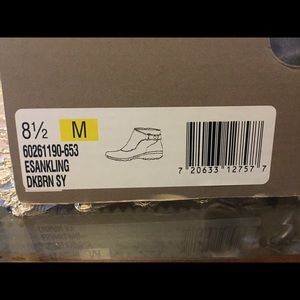 8½ M
60261190-653
ESANKLING
DKBRN SY
7 20633 12757 7